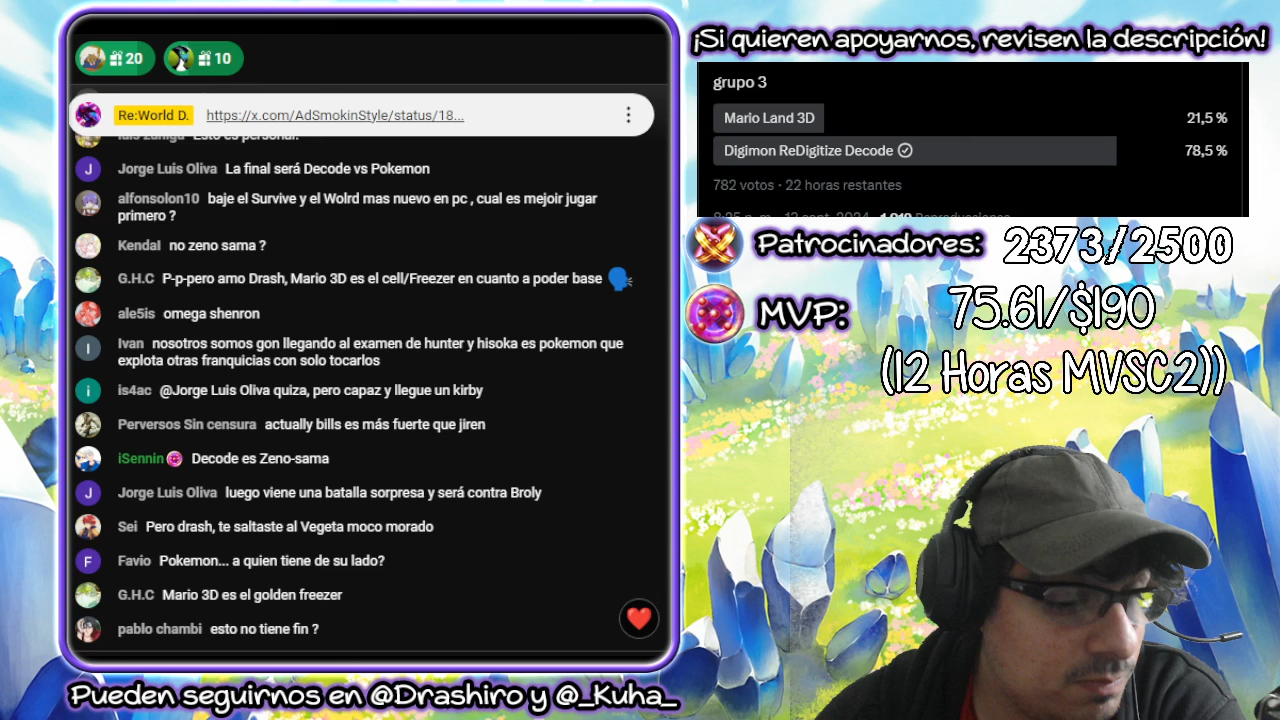 20
10
Re:World D. https://x.com/AdSmokinStyle/status/18...
luis zuñiga Esto es personal!
Jorge Luis Oliva La final será Decode vs Pokemon
alfonsolon10 baje el Survive y el Wolrd mas nuevo en pc , cual es mejoir jugar
primero ?
Kendal no zeno sama ?
G.H.C P-p-pero amo Drash, Mario 3D es el cell/Freezer en cuanto a poder base
ale5is omega shenron
I
Ivan nosotros somos gon llegando al examen de hunter y hisoka es pokemon que
explota otras franquicias con solo tocarlos
i
is4ac @Jorge Luis Oliva quiza, pero capaz y llegue un kirby
Perversos Sin censura actually bills es más fuerte que jiren
iSennin Decode es Zeno-sama
J
Jorge Luis Oliva luego viene una batalla sorpresa y será contra Broly
Sei Pero drash, te saltaste al Vegeta moco morado
F
Favio Pokemon... a quien tiene de su lado?
G.H.C Mario 3D es el golden freezer
pablo chambi esto no tiene fin ?
Pueden seguirnos en @Drashiro y @_Kuha_
¡Si quieren apoyarnos, revisen la descripción!
grupo 3
Mario Land 3D 21,5 %
Digimon ReDigitize Decode 78,5 %
782 votos · 22 horas restantes
Patrocinadores: 2373/2500
MVP: 75.61/$190
(12 Horas MVSC2))